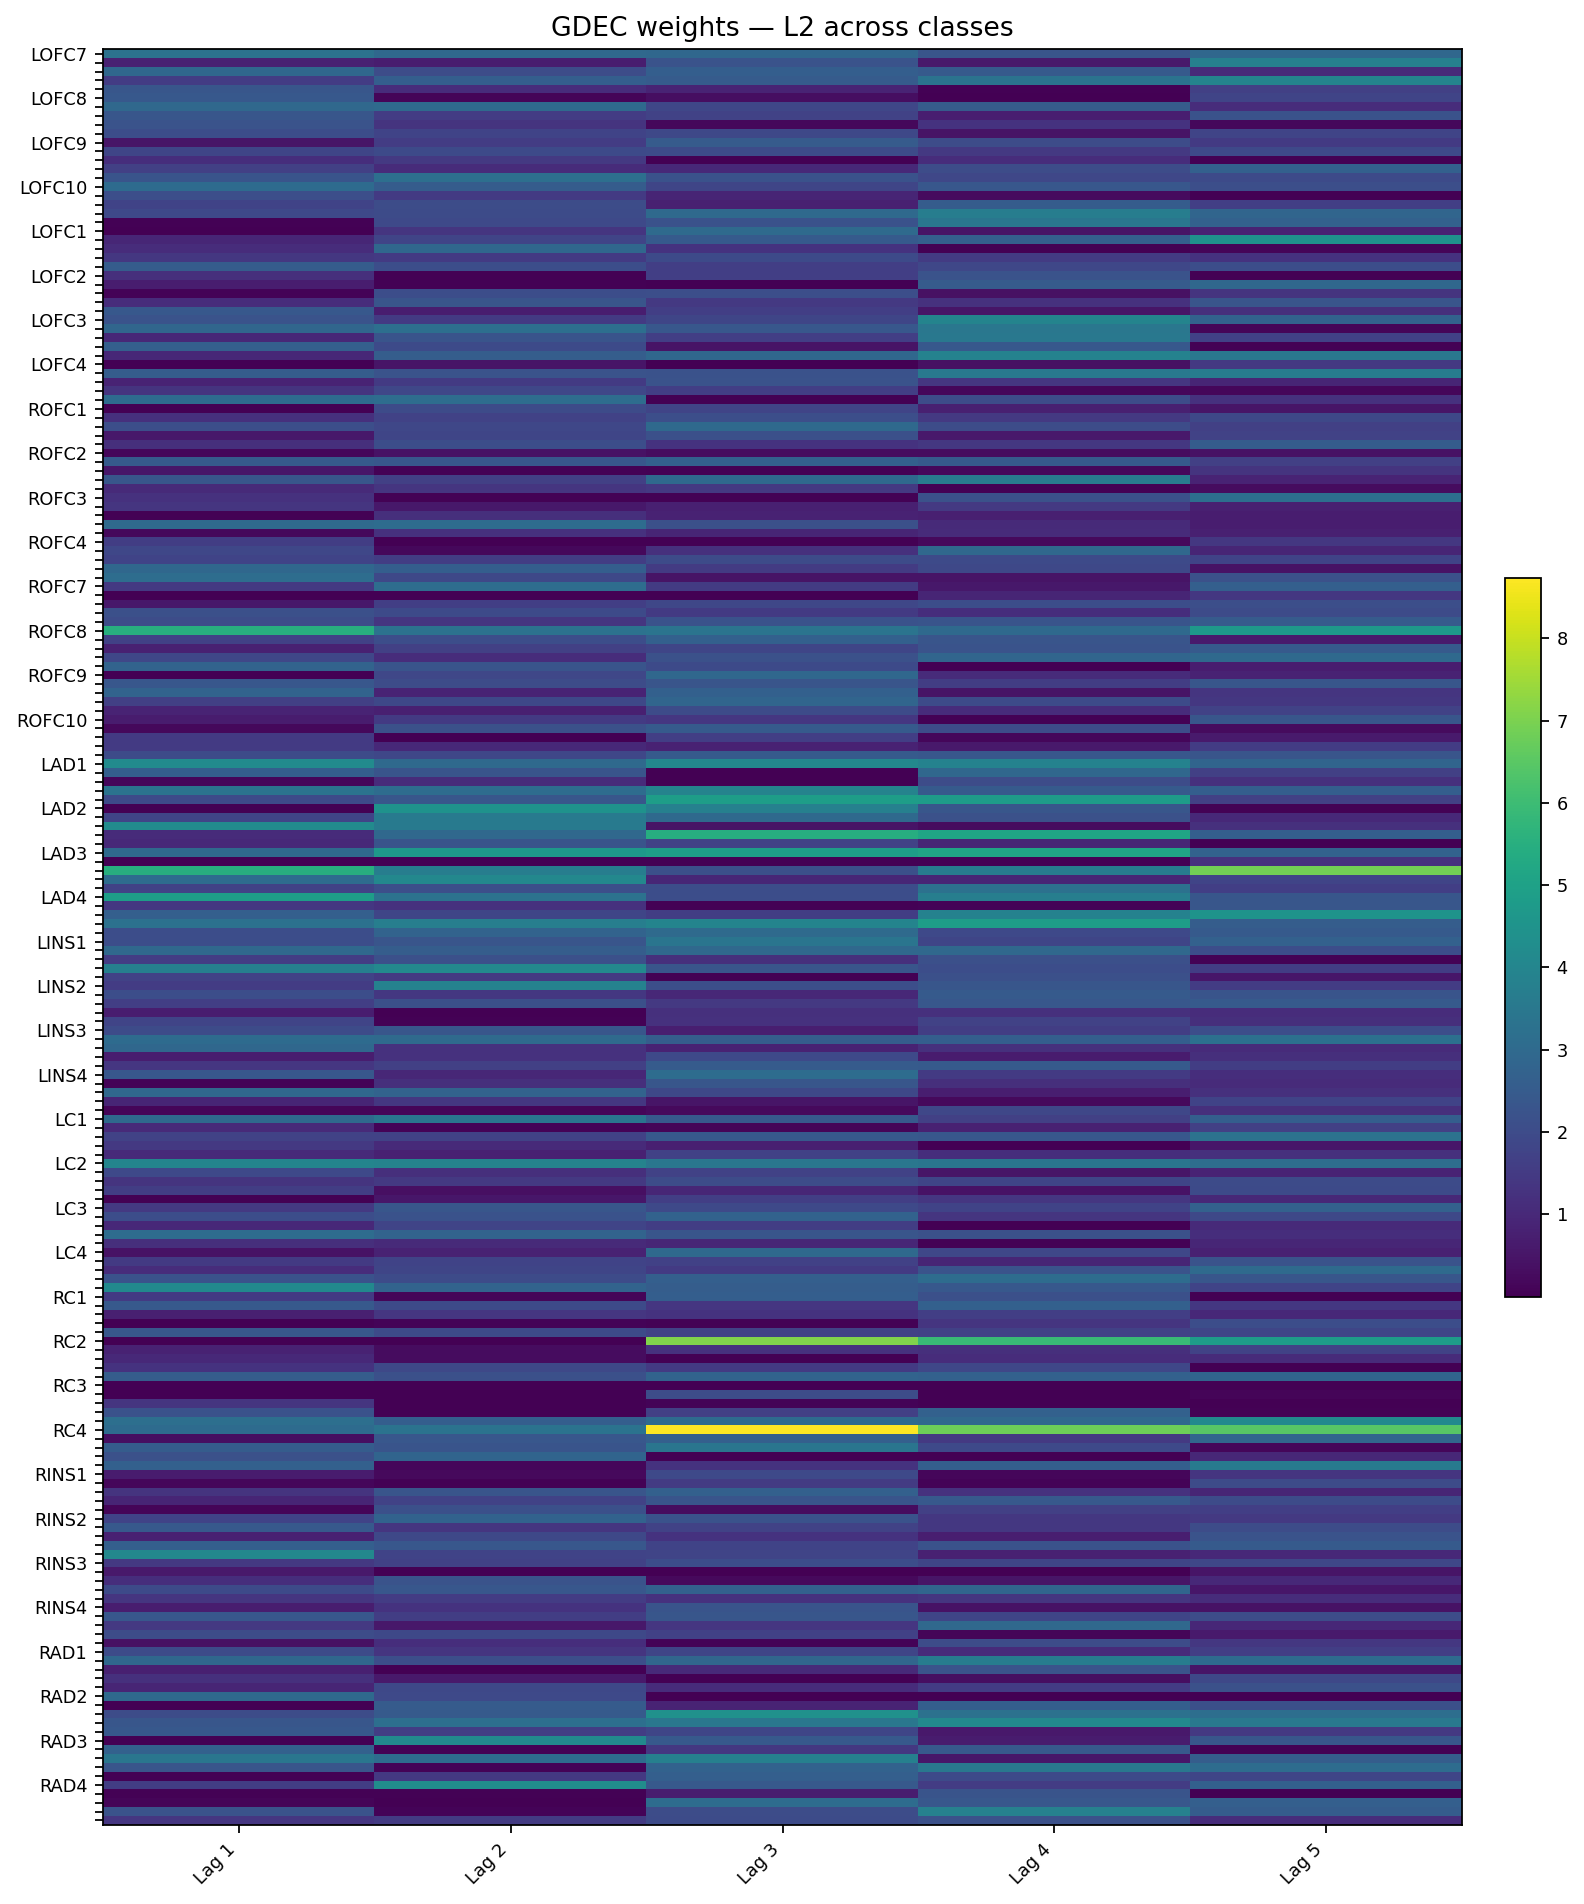 GDEC weights — L2 across classes
LOFC7
LOFC8
LOFC9
LOFC10
LOFC1
LOFC2
LOFC3
LOFC4
ROFC1
ROFC2
ROFC3
ROFC4
ROFC7
ROFC8
ROFC9
ROFC10
LAD1
LAD2
LAD3
LAD4
LINS1
LINS2
LINS3
LINS4
LC1
LC2
LC3
LC4
RC1
RC2
RC3
RC4
RINS1
RINS2
RINS3
RINS4
RAD1
RAD2
RAD3
RAD4
Lag 1
Lag 2
Lag 3
Lag 4
Lag 5
8
7
6
5
4
3
2
1